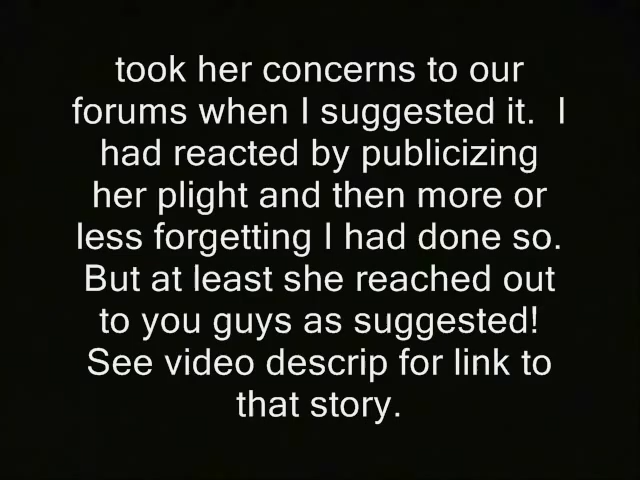 took her concerns to our
forums when I suggested it.  I
had reacted by publicizing
her plight and then more or
less forgetting I had done so.
But at least she reached out
to you guys as suggested!
See video descrip for link to
that story.